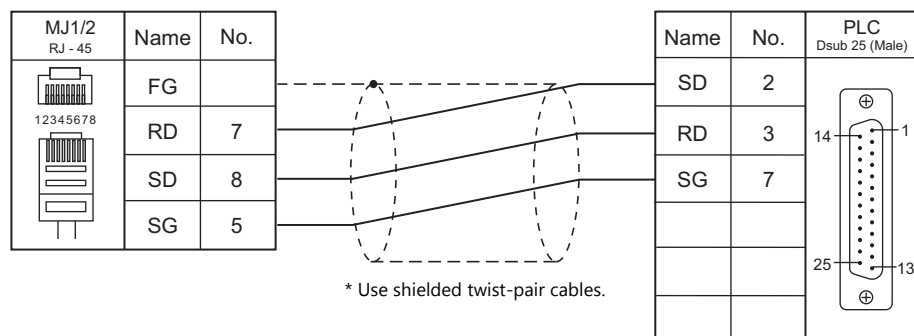 MJ1/2
RJ - 45
Name
No.
12345678
FG
RD
7
SD
8
SG
5
* Use shielded twist-pair cables.
Name
No.
PLC
Dsub 25 (Male)
SD
2
RD
3
SG
7
14
1
25
13